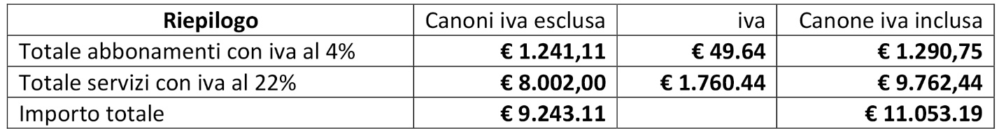 Riepilogo Canoni iva esclusa iva Canone iva inclusa
Totale abbonamenti con iva al 4% € 1.241,11 € 49.64 € 1.290,75
Totale servizi con iva al 22% € 8.002,00 € 1.760.44 € 9.762,44
Importo totale € 9.243.11 € 11.053.19